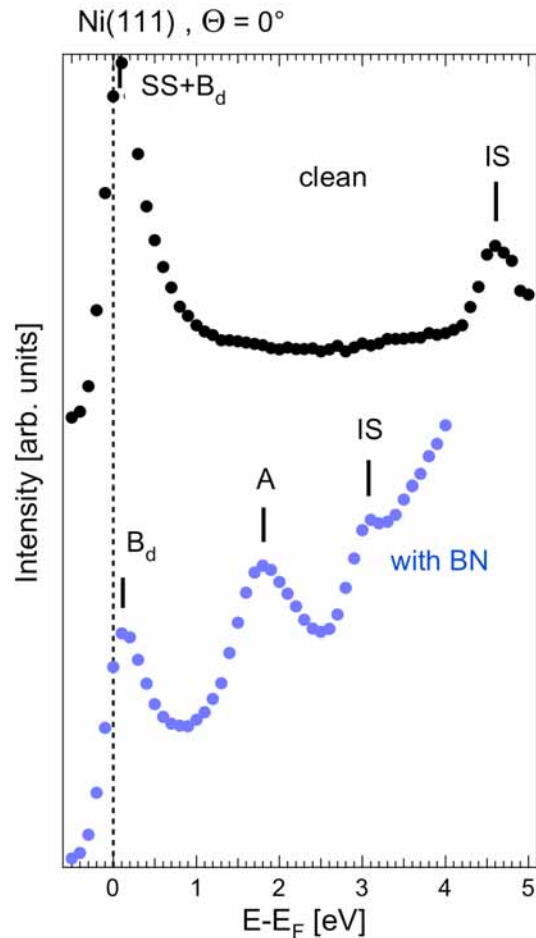 Ni(111) , Θ = 0°
SS+B_d
IS
clean
IS
A
B_d
with BN
Intensity [arb. units]
0 1 2 3 4 5
E-E_F [eV]